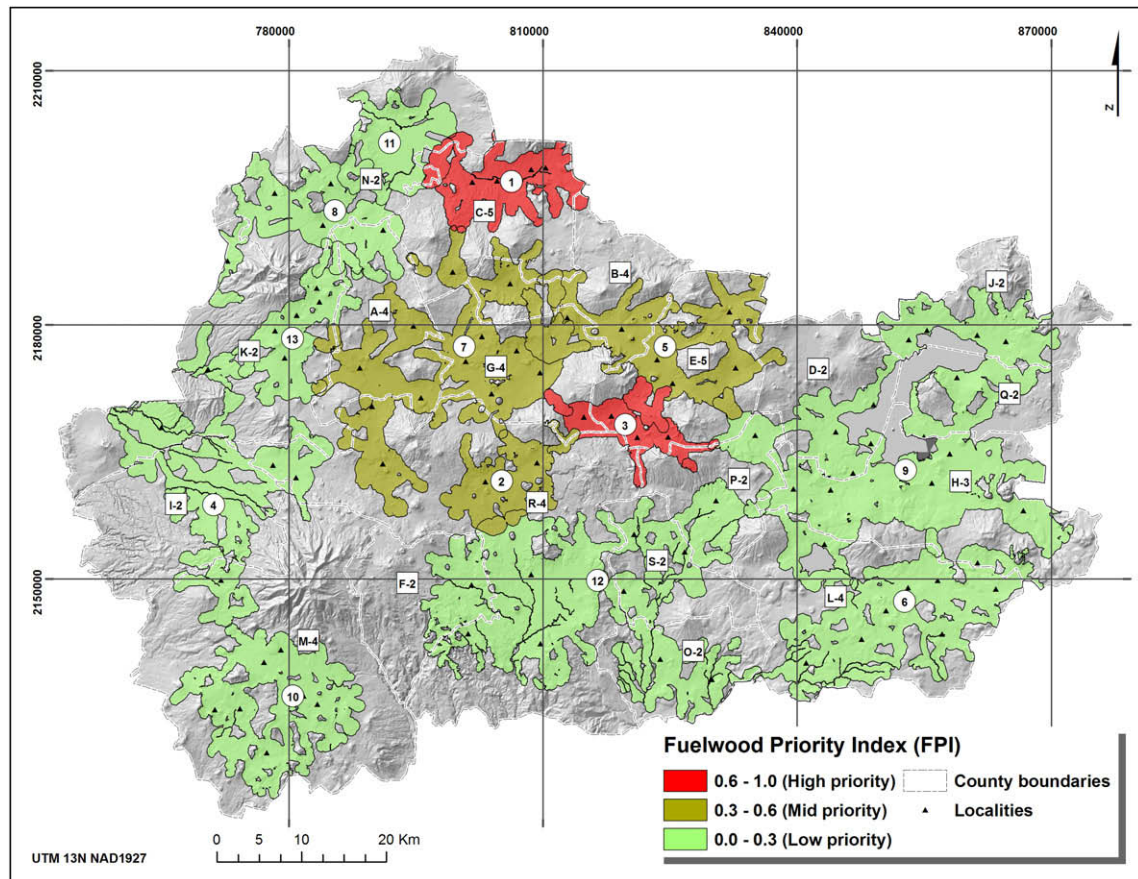 780000 810000 840000 870000
2210000
N
11
1
N-2
C-5
8
B-4
J-2
A-4
2180000
13
7
5
K-2
G-4
E-5
D-2
Q-2
3
9
2
P-2
H-3
I-2
4
R-4
S-2
F-2
12
2150000
L-4
6
M-4
O-2
10
Fuelwood Priority Index (FPI)
0.6 - 1.0 (High priority) County boundaries
0.3 - 0.6 (Mid priority) Localities
0.0 - 0.3 (Low priority)
0 5 10 20 Km
UTM 13N NAD1927